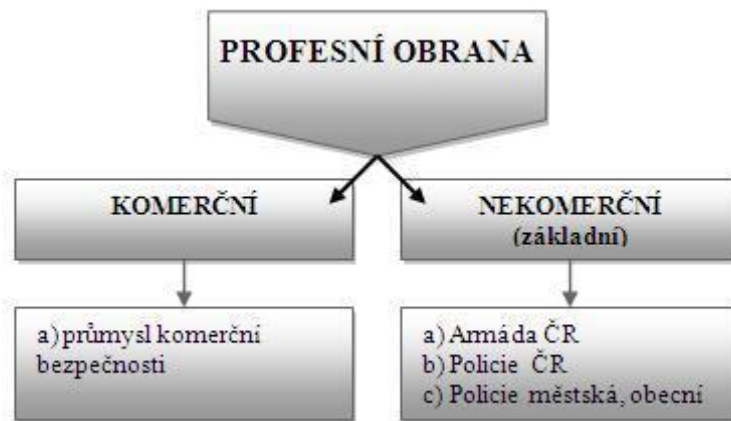 PROFESNÍ OBRANA
KOMERČNÍ
NEKOMERČNÍ
(základní)
a) průmysl komerční
bezpečnosti
a) Armáda ČR
b) Policie ČR
c) Policie městská, obecní